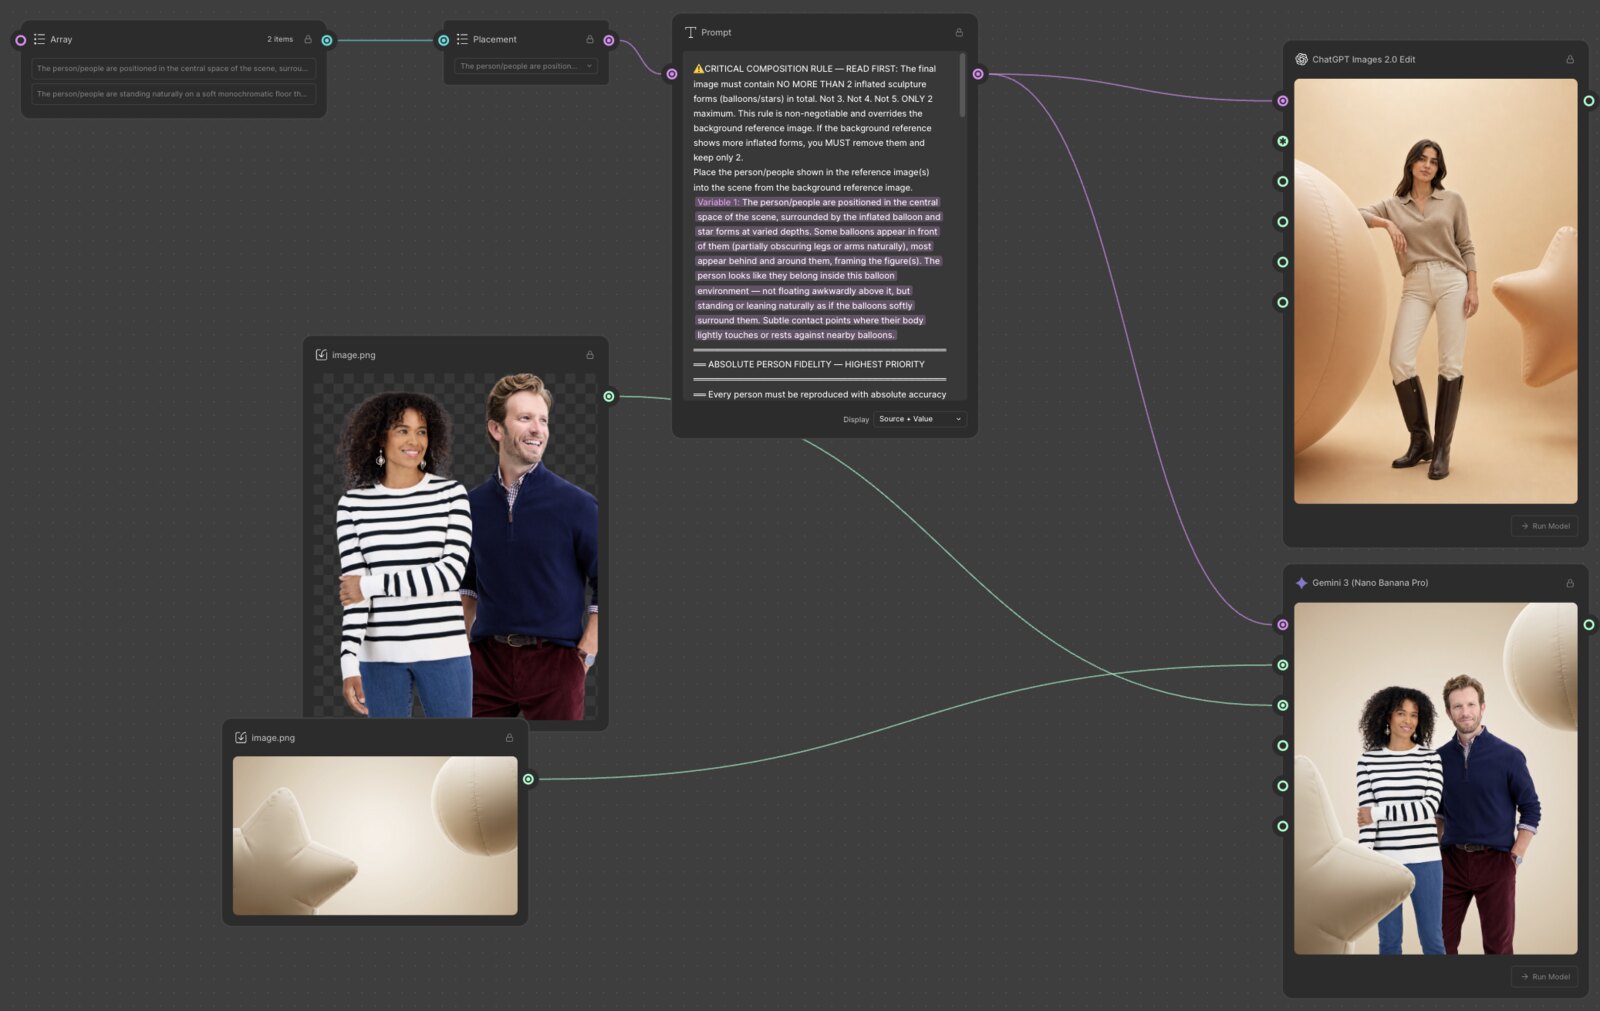 Array
2 items
The person/people are positioned in the central space of the scene, surrou...
The person/people are standing naturally on a soft monochromatic floor th...
Placement
The person/people are position...
Prompt
⚠️CRITICAL COMPOSITION RULE — READ FIRST: The final
image must contain NO MORE THAN 2 inflated sculpture
forms (balloons/stars) in total. Not 3. Not 4. Not 5. ONLY 2
maximum. This rule is non-negotiable and overrides the
background reference image. If the background reference
shows more inflated forms, you MUST remove them and
keep only 2.
Place the person/people shown in the reference image(s)
into the scene from the background reference image.
Variable 1: The person/people are positioned in the central
space of the scene, surrounded by the inflated balloon and
star forms at varied depths. Some balloons appear in front
of them (partially obscuring legs or arms naturally), most
appear behind and around them, framing the figure(s). The
person looks like they belong inside this balloon
environment — not floating awkwardly above it, but
standing or leaning naturally as if the balloons softly
surround them. Subtle contact points where their body
lightly touches or rests against nearby balloons.
══ ABSOLUTE PERSON FIDELITY — HIGHEST PRIORITY
══ Every person must be reproduced with absolute accuracy
Display
Source + Value
ChatGPT Images 2.0 Edit
→ Run Model
image.png
image.png
Gemini 3 (Nano Banana Pro)
→ Run Model